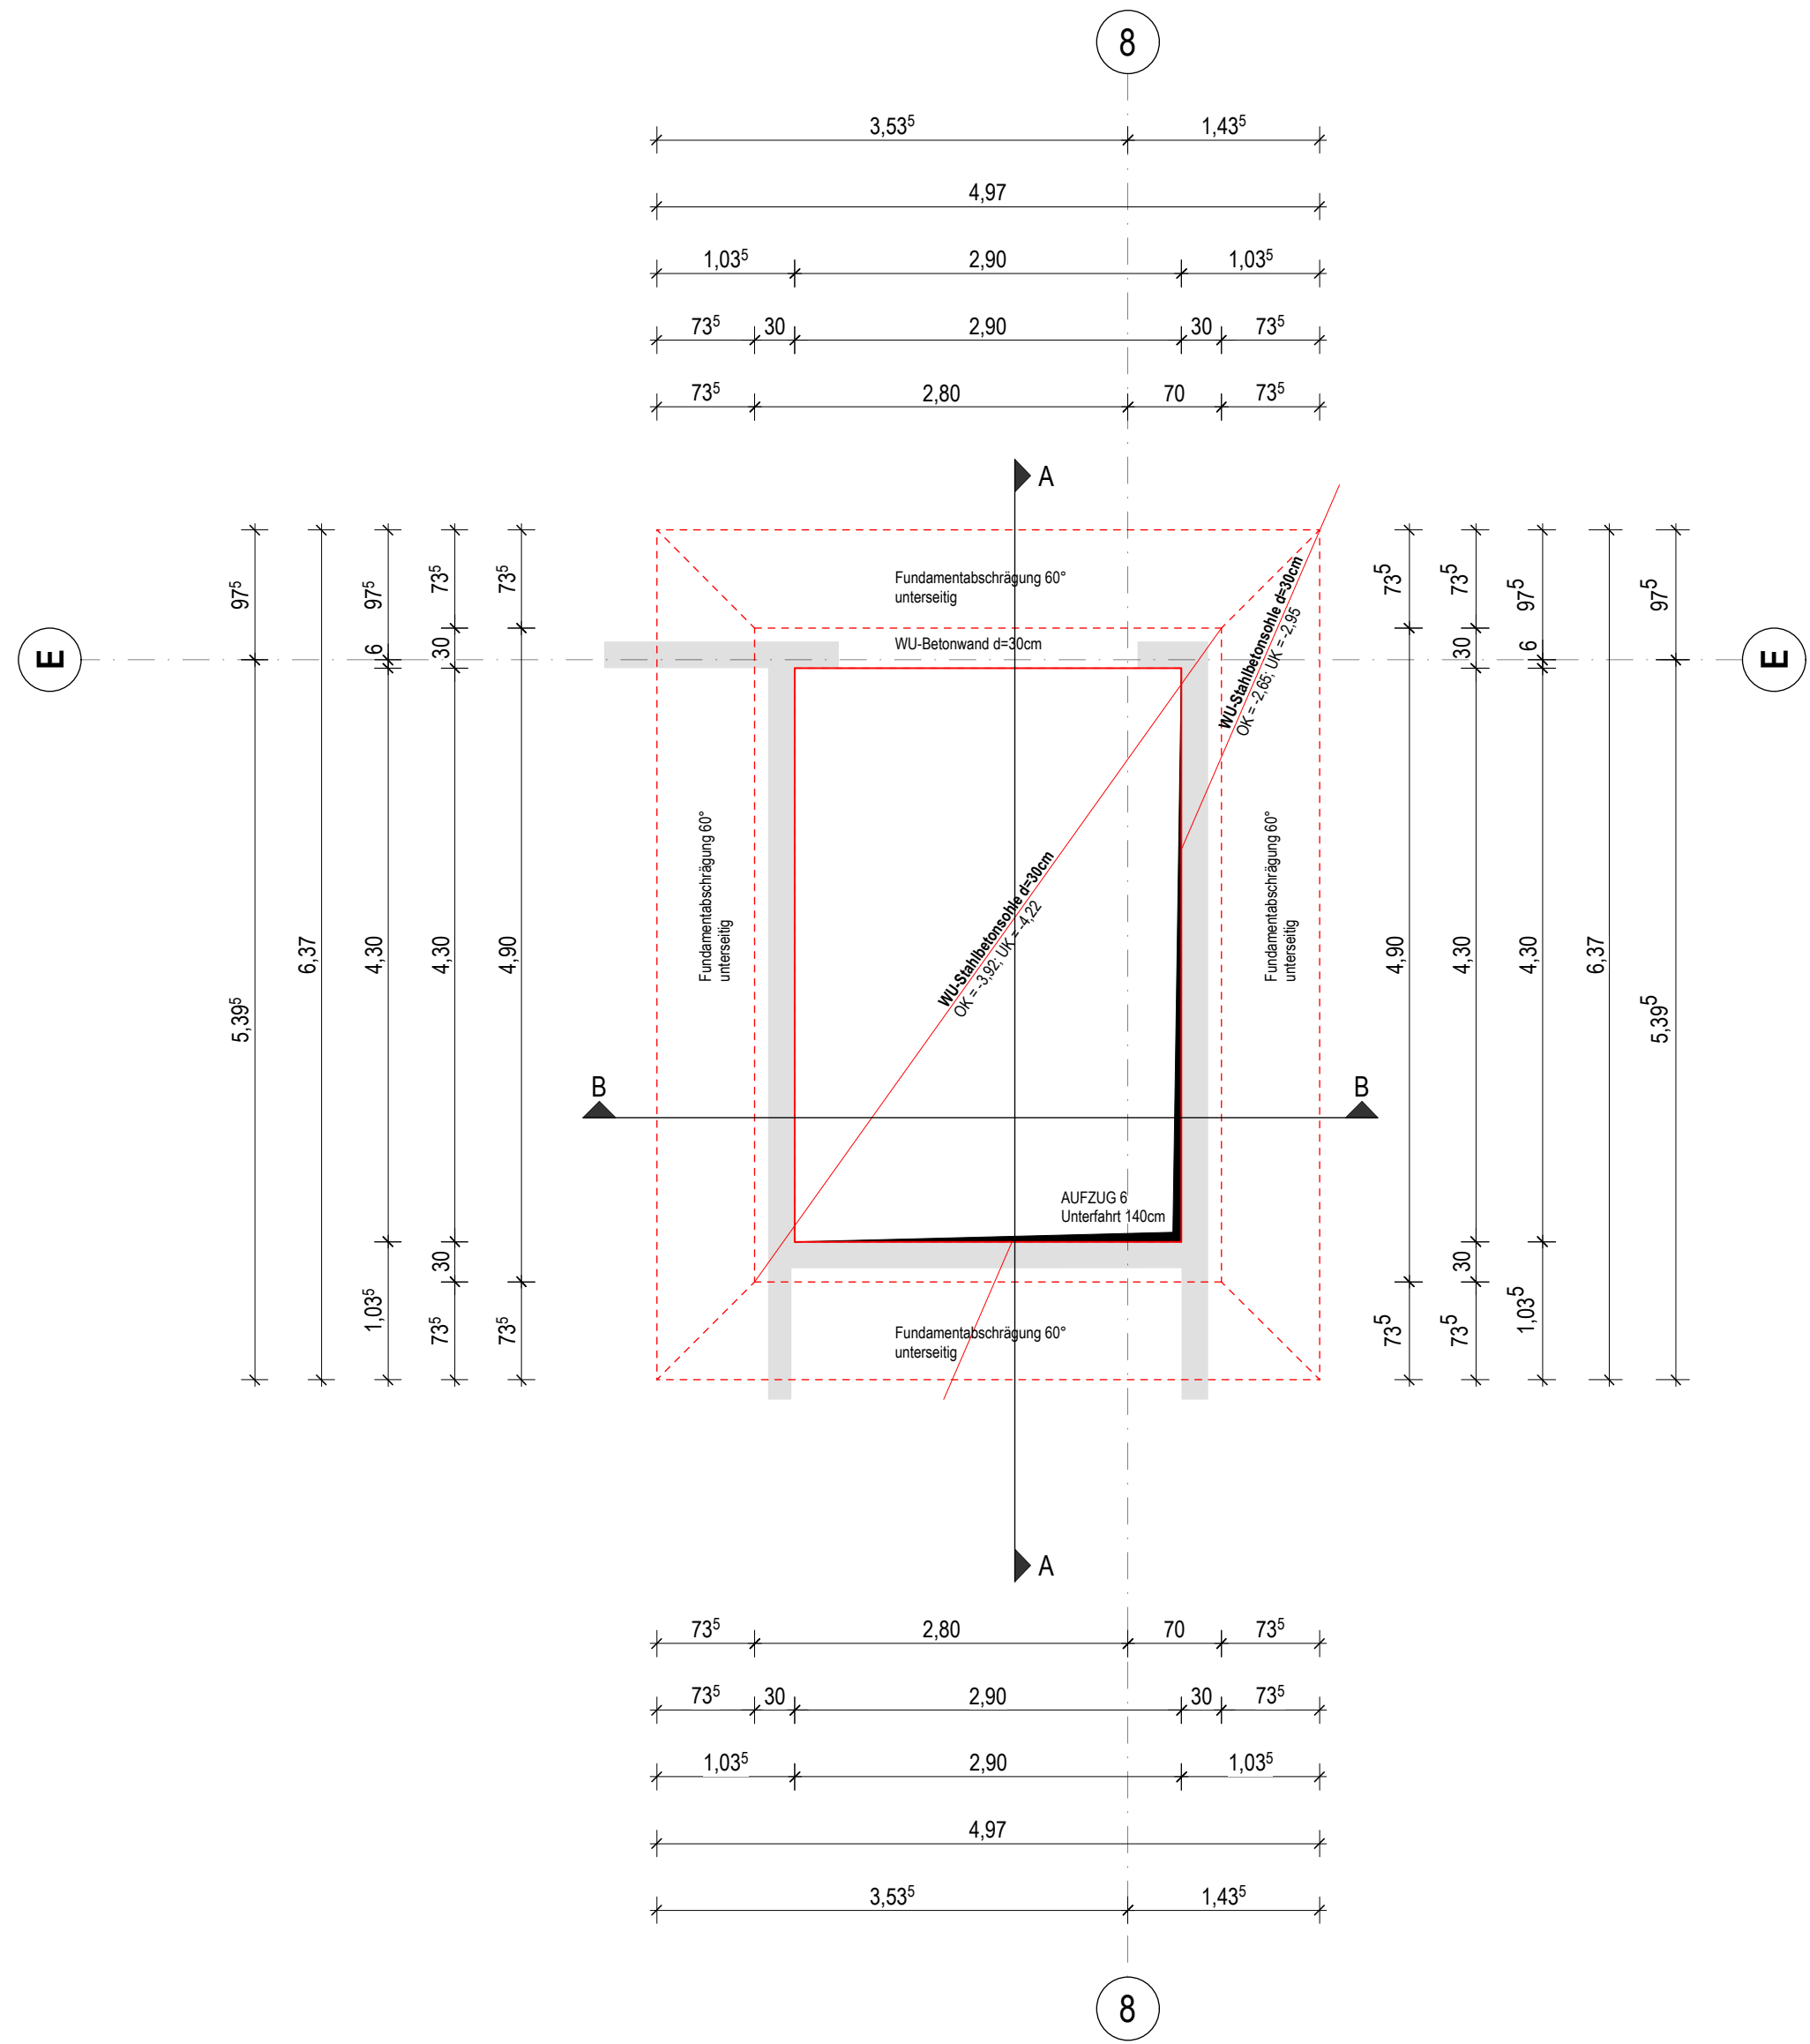 8
3,53⁵ 1,43⁵
4,97
1,03⁵ 2,90 1,03⁵
73⁵ 30 2,90 30 73⁵
73⁵ 2,80 70 73⁵
A
Fundamentabschrägung 60°
unterseitig
WU-Betonwand d=30cm
WU-Stahlbetonsohle d=30cm
OK = -2,65; UK = -2,95
E
E
97⁵ 5,39⁵
6,37
97⁵ 6 4,30 1,03⁵
73⁵ 30 4,30 30 73⁵
73⁵ 4,90 73⁵
Fundamentabschrägung 60°
unterseitig
WU-Stahlbetonsohle d=30cm
OK = -3,92; UK = -4,22
Fundamentabschrägung 60°
unterseitig
73⁵ 4,90 73⁵
73⁵ 30 4,30 30 73⁵
97⁵ 6 4,30 1,03⁵
6,37
97⁵ 5,39⁵
B B
AUFZUG 6
Unterfahrt 140cm
Fundamentabschrägung 60°
unterseitig
A
73⁵ 2,80 70 73⁵
73⁵ 30 2,90 30 73⁵
1,03⁵ 2,90 1,03⁵
4,97
3,53⁵ 1,43⁵
8